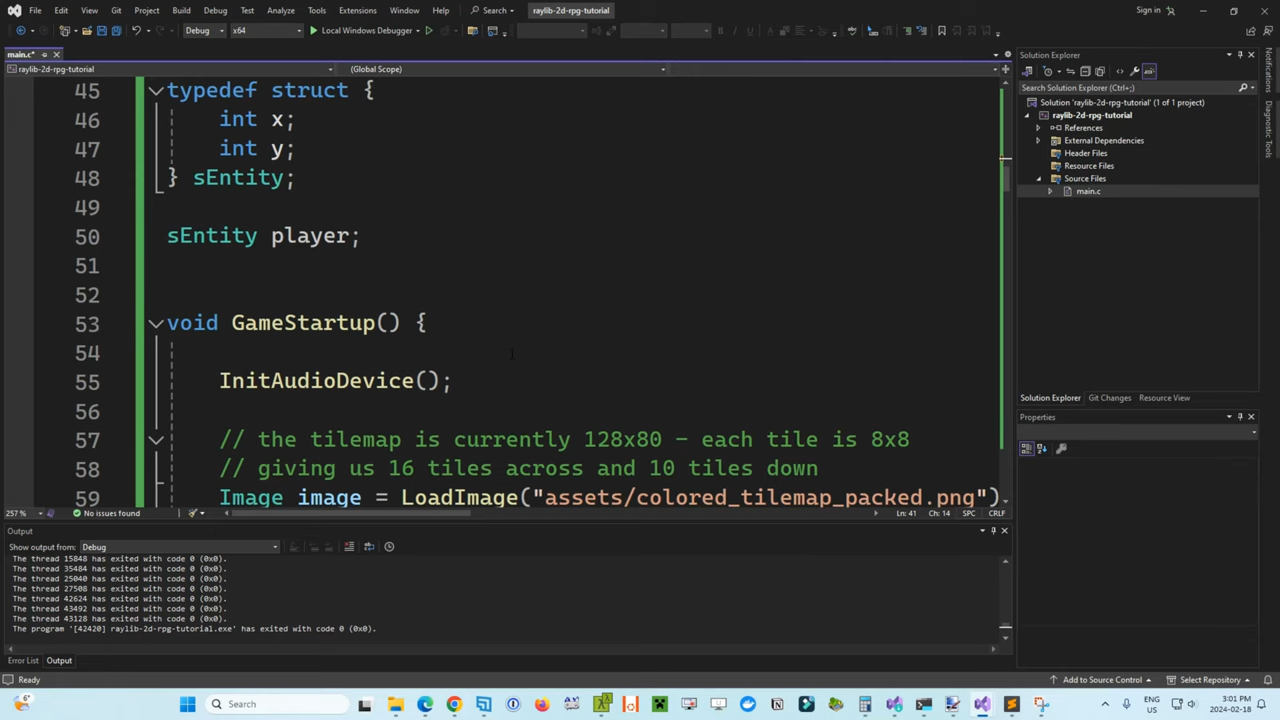 File Edit View Git Project Build Debug Test Analyze Tools Extensions Window Help Search raylib-2d-rpg-tutorial Sign in
Debug x64 Local Windows Debugger
main.c*
raylib-2d-rpg-tutorial (Global Scope)
45 typedef struct {
46 int x;
47 int y;
48 } sEntity;
49
50 sEntity player;
51
52
53 void GameStartup() {
54
55 InitAudioDevice();
56
57 // the tilemap is currently 128x80 - each tile is 8x8
58 // giving us 16 tiles across and 10 tiles down
59 Image image = LoadImage("assets/colored_tilemap_packed.png")
257 % No issues found Ln: 41 Ch: 14 SPC CRLF
Output
Show output from: Debug
The thread 15848 has exited with code 0 (0x0).
The thread 35484 has exited with code 0 (0x0).
The thread 25040 has exited with code 0 (0x0).
The thread 27508 has exited with code 0 (0x0).
The thread 42624 has exited with code 0 (0x0).
The thread 43492 has exited with code 0 (0x0).
The thread 43128 has exited with code 0 (0x0).
The program '[42420] raylib-2d-rpg-tutorial.exe' has exited with code 0 (0x0).
Error List Output
Ready
Solution Explorer
Search Solution Explorer (Ctrl+;)
Solution 'raylib-2d-rpg-tutorial' (1 of 1 project)
raylib-2d-rpg-tutorial
References
External Dependencies
Header Files
Resource Files
Source Files
main.c
Solution Explorer Git Changes Resource View
Properties
Notifications
Diagnostic Tools
Add to Source Control Select Repository
6°
Search
ENG
US
3:01 PM
2024-02-18